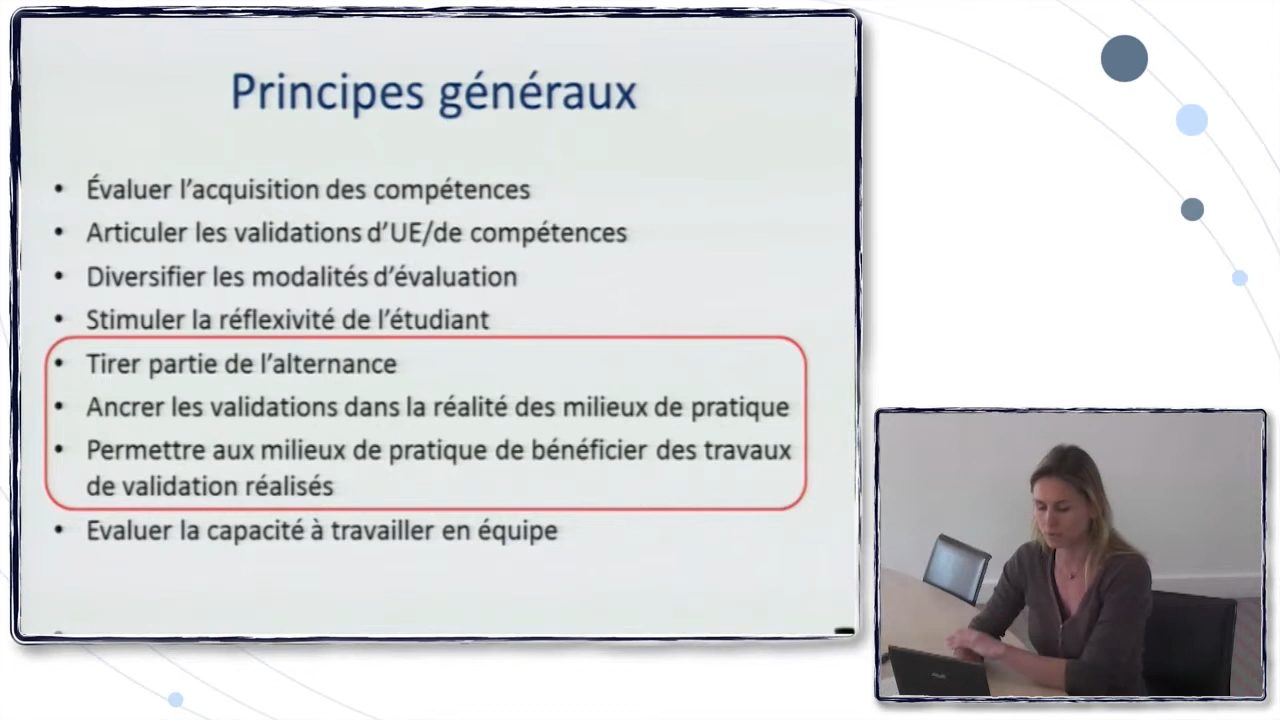 Principes généraux
• Évaluer l'acquisition des compétences
• Articuler les validations d'UE/de compétences
• Diversifier les modalités d'évaluation
• Stimuler la réflexivité de l'étudiant
• Tirer partie de l'alternance
• Ancrer les validations dans la réalité des milieux de pratique
• Permettre aux milieux de pratique de bénéficier des travaux
de validation réalisés
• Evaluer la capacité à travailler en équipe